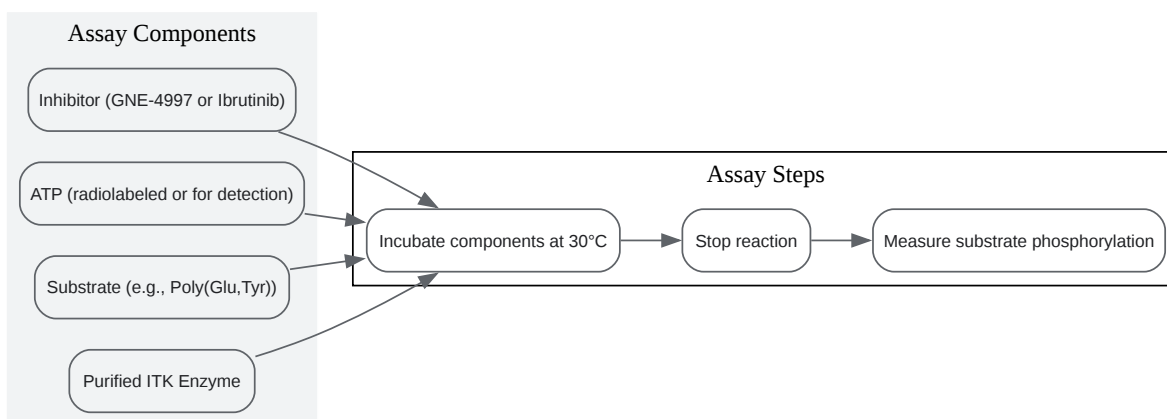 Assay Components
Inhibitor (GNE-4997 or Ibrutinib)
ATP (radiolabeled or for detection)
Substrate (e.g., Poly(Glu,Tyr))
Purified ITK Enzyme
Assay Steps
Incubate components at 30°C
Stop reaction
Measure substrate phosphorylation